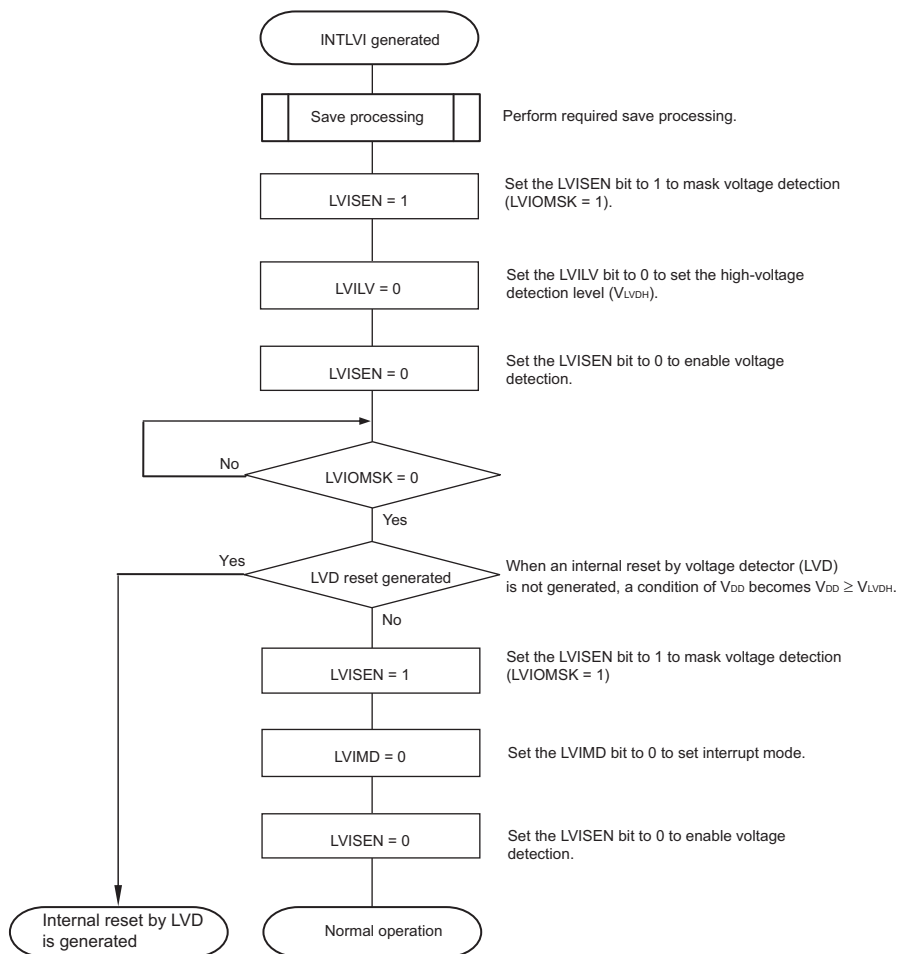 INTLVI generated
Save processing
Perform required save processing.
LVISEN = 1
Set the LVISEN bit to 1 to mask voltage detection
(LVIOMSK = 1).
LVILV = 0
Set the LVILV bit to 0 to set the high-voltage
detection level (VLVDH).
LVISEN = 0
Set the LVISEN bit to 0 to enable voltage
detection.
No
LVIOMSK = 0
Yes
Yes
LVD reset generated
When an internal reset by voltage detector (LVD)
is not generated, a condition of VDD becomes VDD ≥ VLVDH.
No
LVISEN = 1
Set the LVISEN bit to 1 to mask voltage detection
(LVIOMSK = 1)
LVIMD = 0
Set the LVIMD bit to 0 to set interrupt mode.
LVISEN = 0
Set the LVISEN bit to 0 to enable voltage
detection.
Internal reset by LVD
is generated
Normal operation